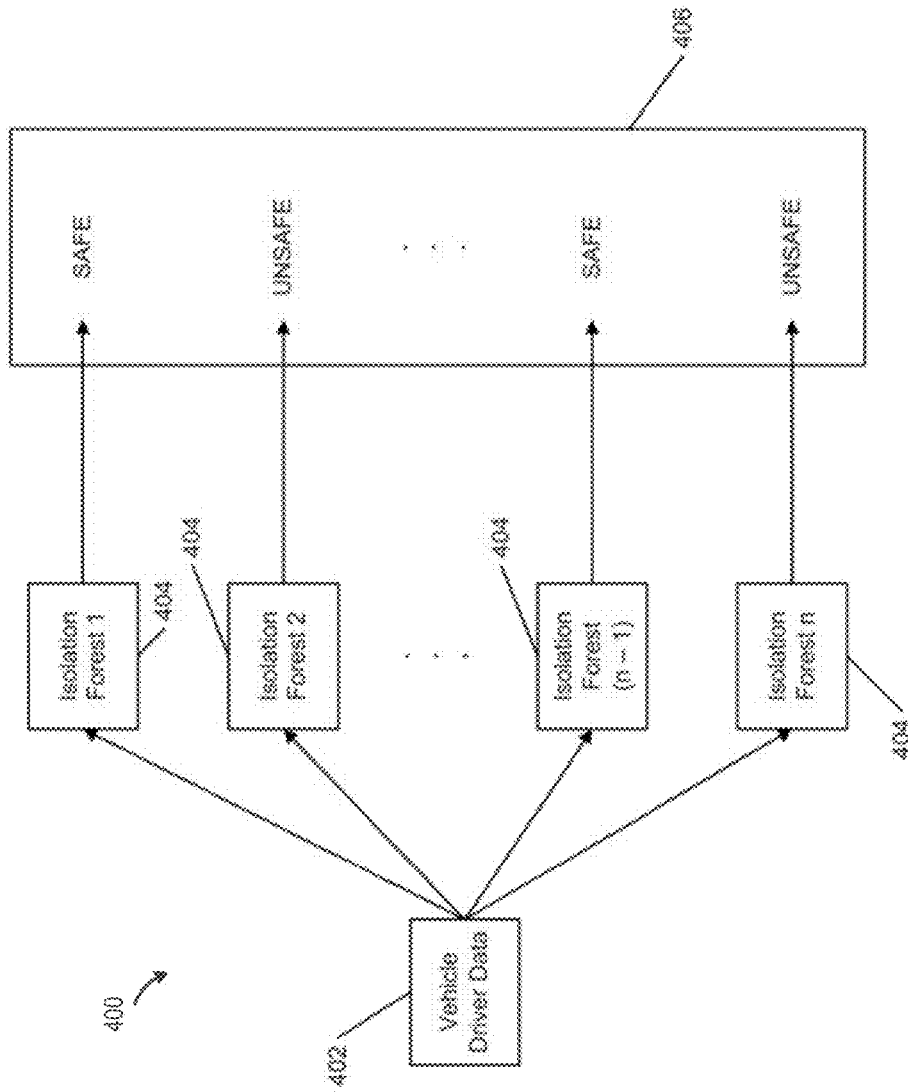 400
402
Vehicle
Driver Data
Isolation
Forest 1
404
Isolation
Forest 2
404
. . .
Isolation
Forest
(n – 1)
404
Isolation
Forest n
404
SAFE
UNSAFE
. . .
SAFE
UNSAFE
406